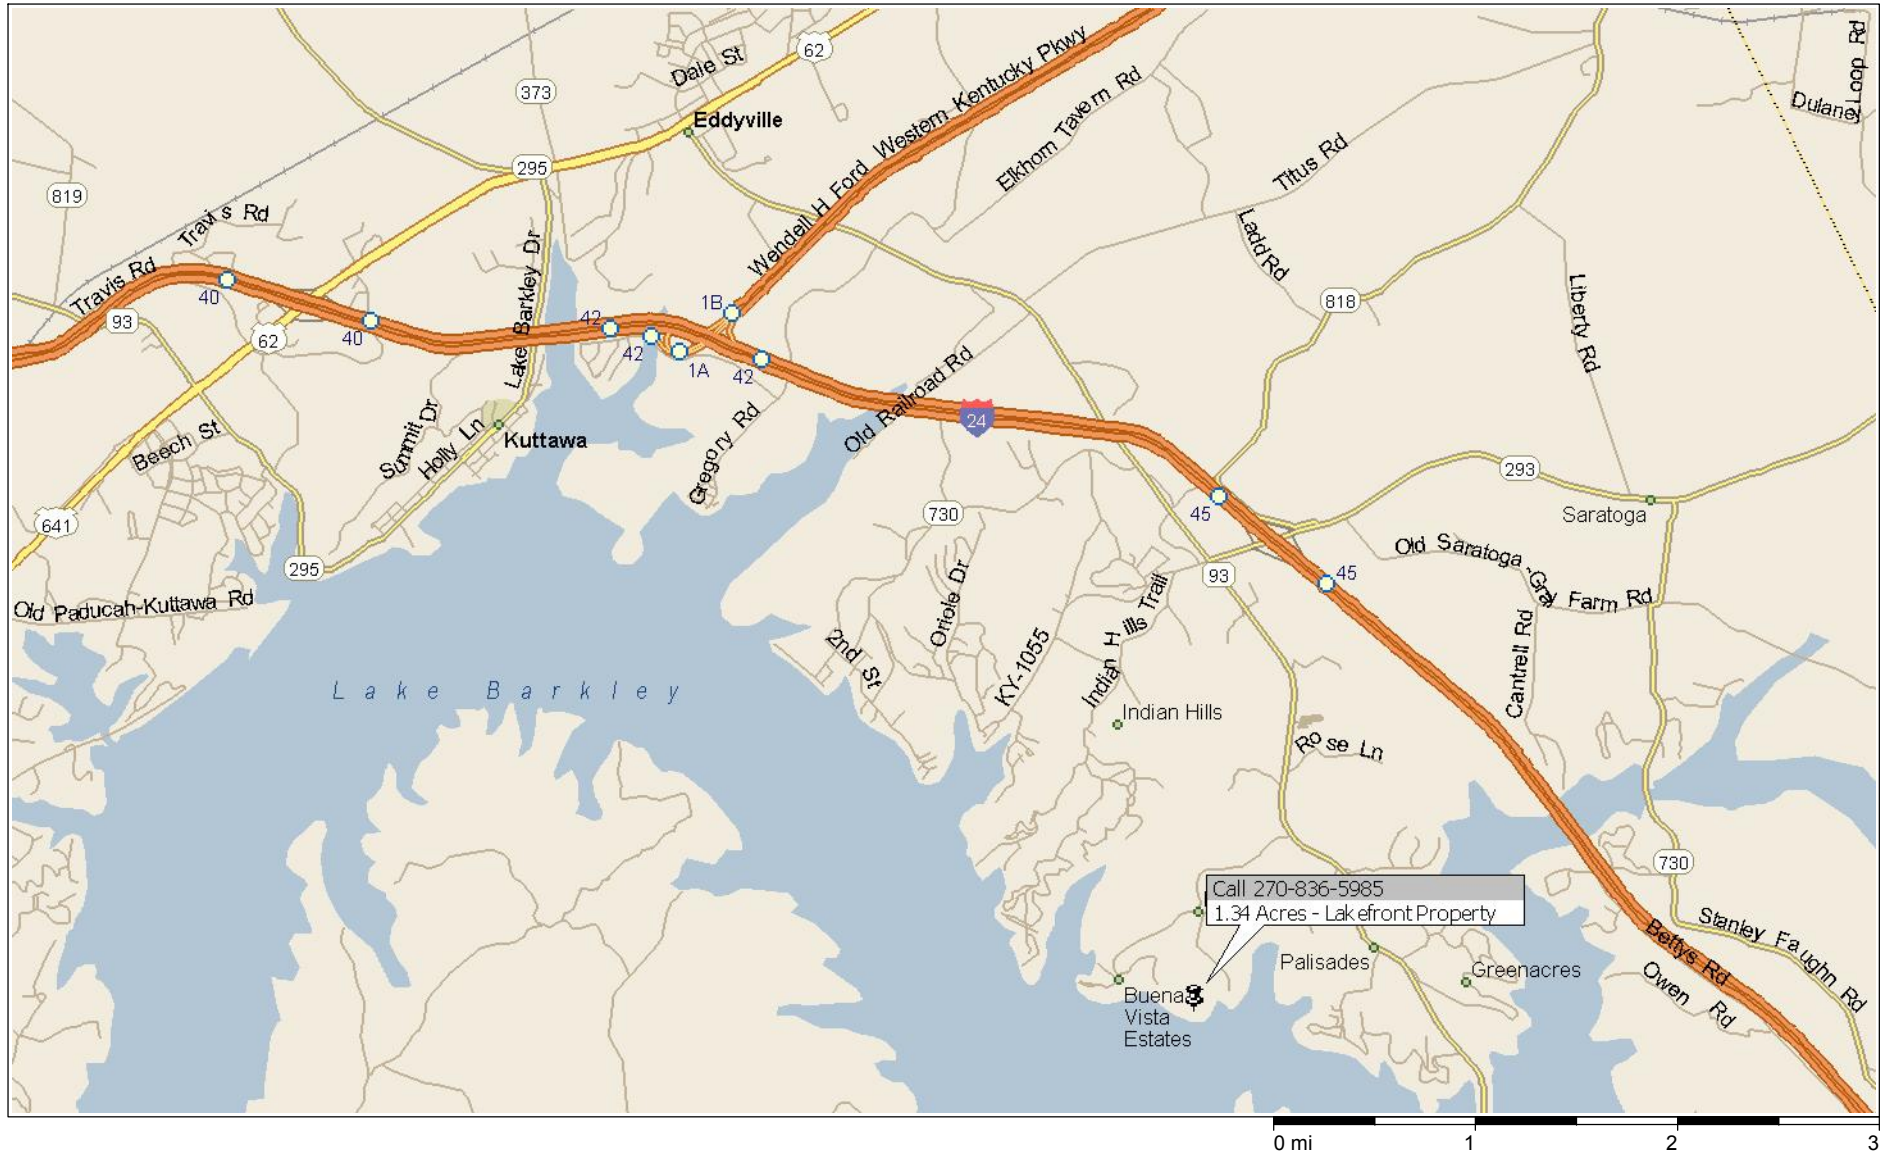 373
Dale St
62
Eddyville
295
819
Travis Rd
Travis Rd
40
93
62
40
Lake Barkley Dr
42
42
1A
1B
42
Wendell H Ford Western Kentucky Pkwy
Elkhorn Tavern Rd
Titus Rd
Ladd Rd
818
Liberty Rd
Dulaney
Loop Rd
Beech St
Summit Dr
Holly Ln
Kuttawa
Gregory Rd
Old Railroad Rd
24
293
Saratoga
641
295
730
45
45
93
Old Saratoga-Gray Farm Rd
Old Paducah-Kuttawa Rd
2nd St
Oriole Dr
KY-1055
Indian Hills Trail
Cantrell Rd
Lake Barkley
Indian Hills
Rose Ln
730
Call 270-836-5985
1.34 Acres - Lakefront Property
Stanley Faughn Rd
Bettys Rd
Owen Rd
Palisades
Greenacres
Buena
Vista
Estates
0 mi 1 2 3